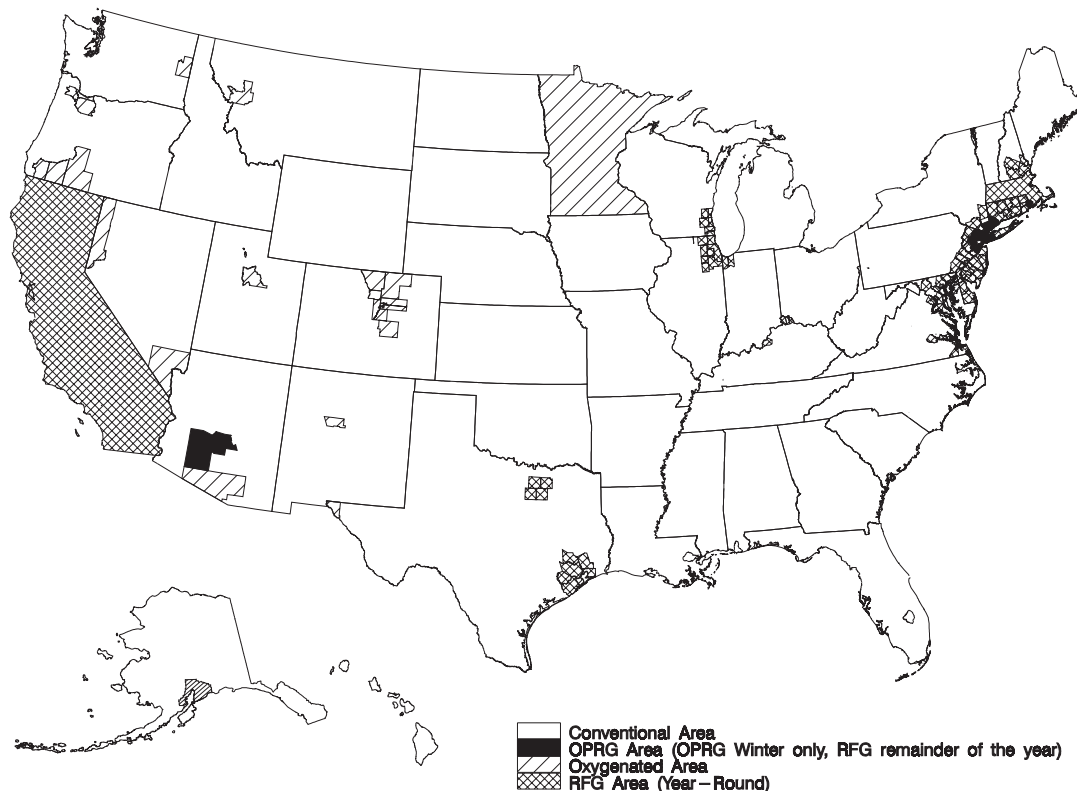 Conventional Area
OPRG Area (OPRG Winter only, RFG remainder of the year)
Oxygenated Area
RFG Area (Year-Round)